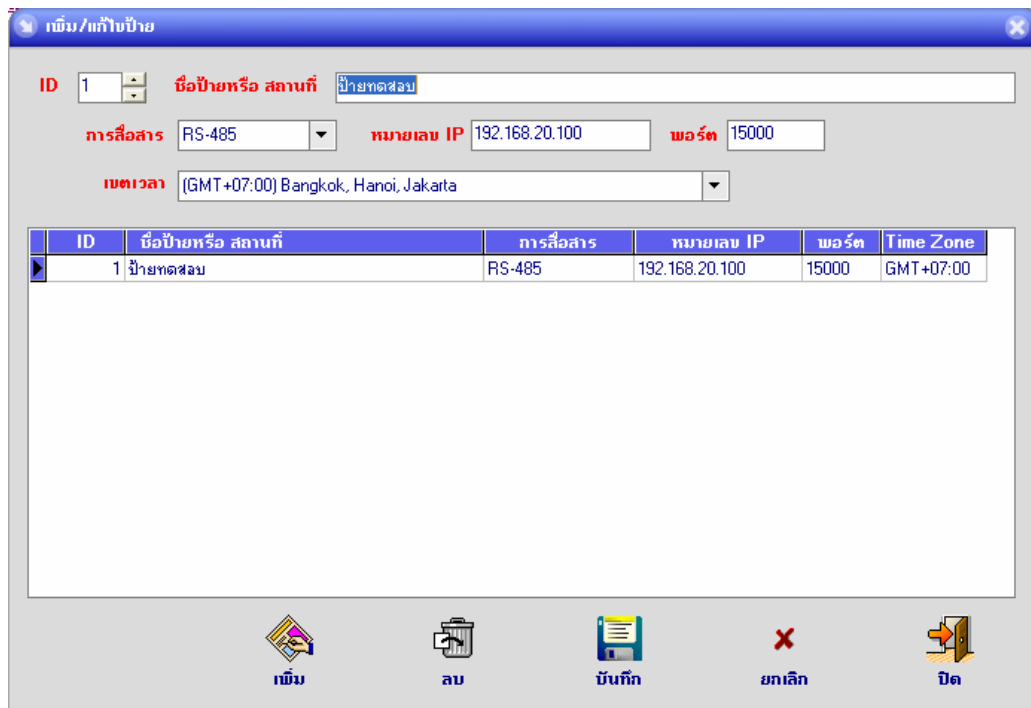 เพิ่ม/แก้ไขป้าย
ID 1 ชื่อป้ายหรือ สถานที่ ป้ายทดสอบ
การสื่อสาร RS-485 หมายเลข IP 192.168.20.100 พอร์ต 15000
เขตเวลา (GMT+07:00) Bangkok, Hanoi, Jakarta
ID ชื่อป้ายหรือ สถานที่ การสื่อสาร หมายเลข IP พอร์ต Time Zone
1 ป้ายทดสอบ RS-485 192.168.20.100 15000 GMT+07:00
เพิ่ม ลบ บันทึก ยกเลิก ปิด